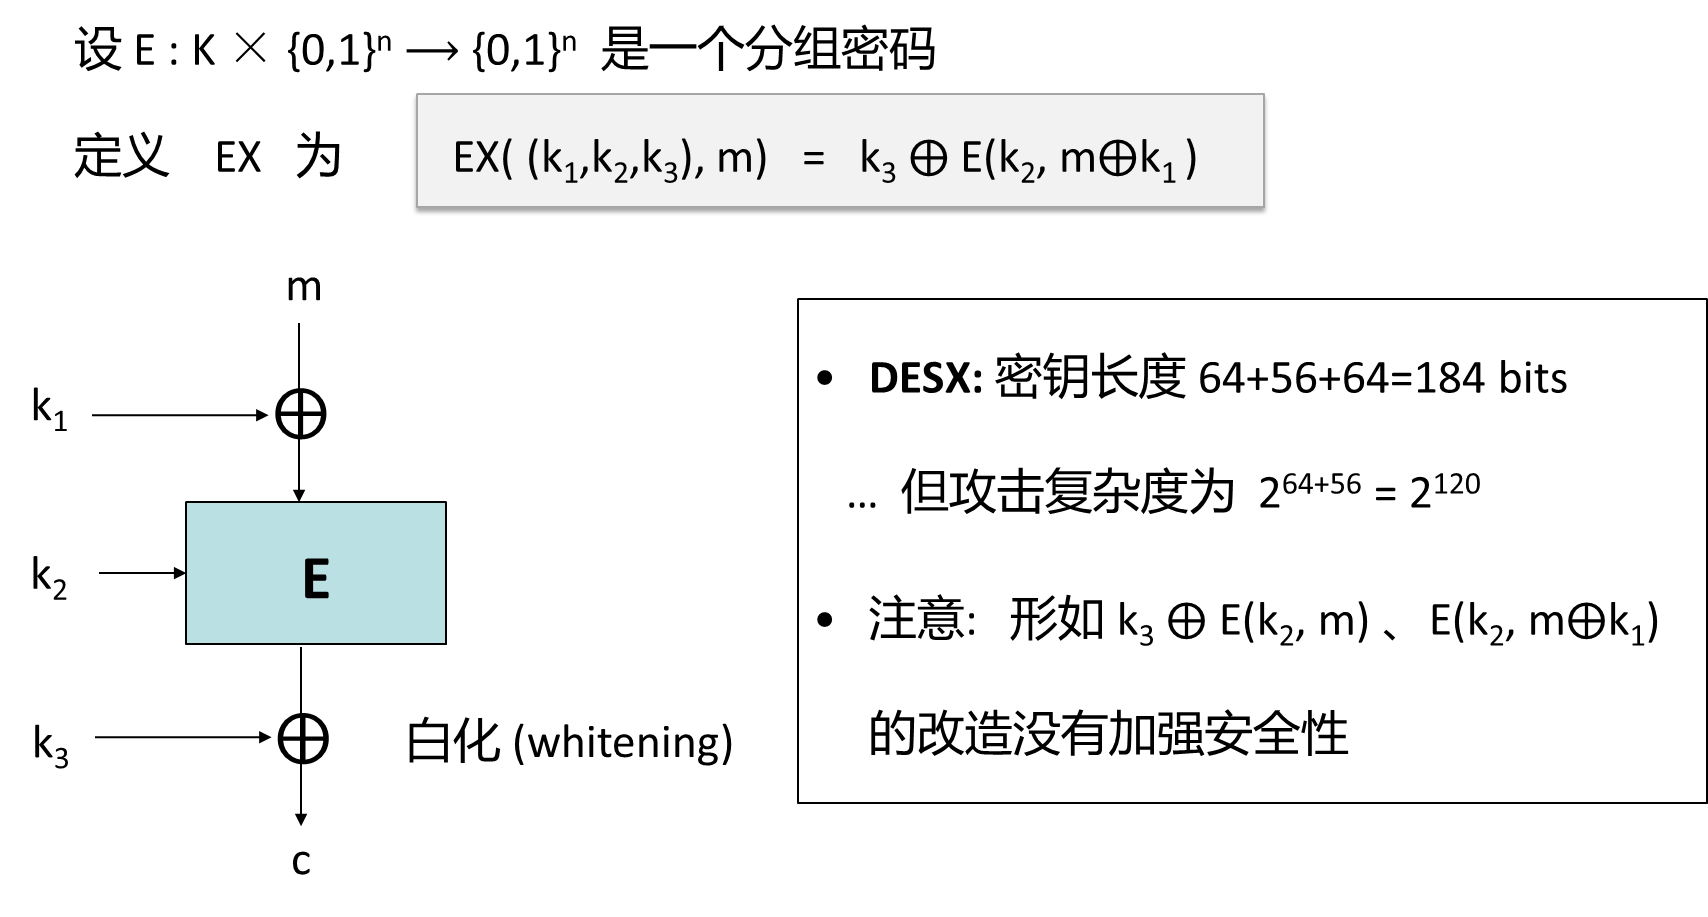 设 E : K × {0,1}ⁿ ⟶ {0,1}ⁿ 是一个分组密码
定义 EX 为 EX( (k₁,k₂,k₃), m) = k₃ ⊕ E(k₂, m⊕k₁ )
m
k₁
k₂
E
k₃
白化 (whitening)
c
• DESX: 密钥长度 64+56+64=184 bits
... 但攻击复杂度为 2⁶⁴⁺⁵⁶ = 2¹²⁰
• 注意: 形如 k₃ ⊕ E(k₂, m) 、 E(k₂, m⊕k₁)
的改造没有加强安全性